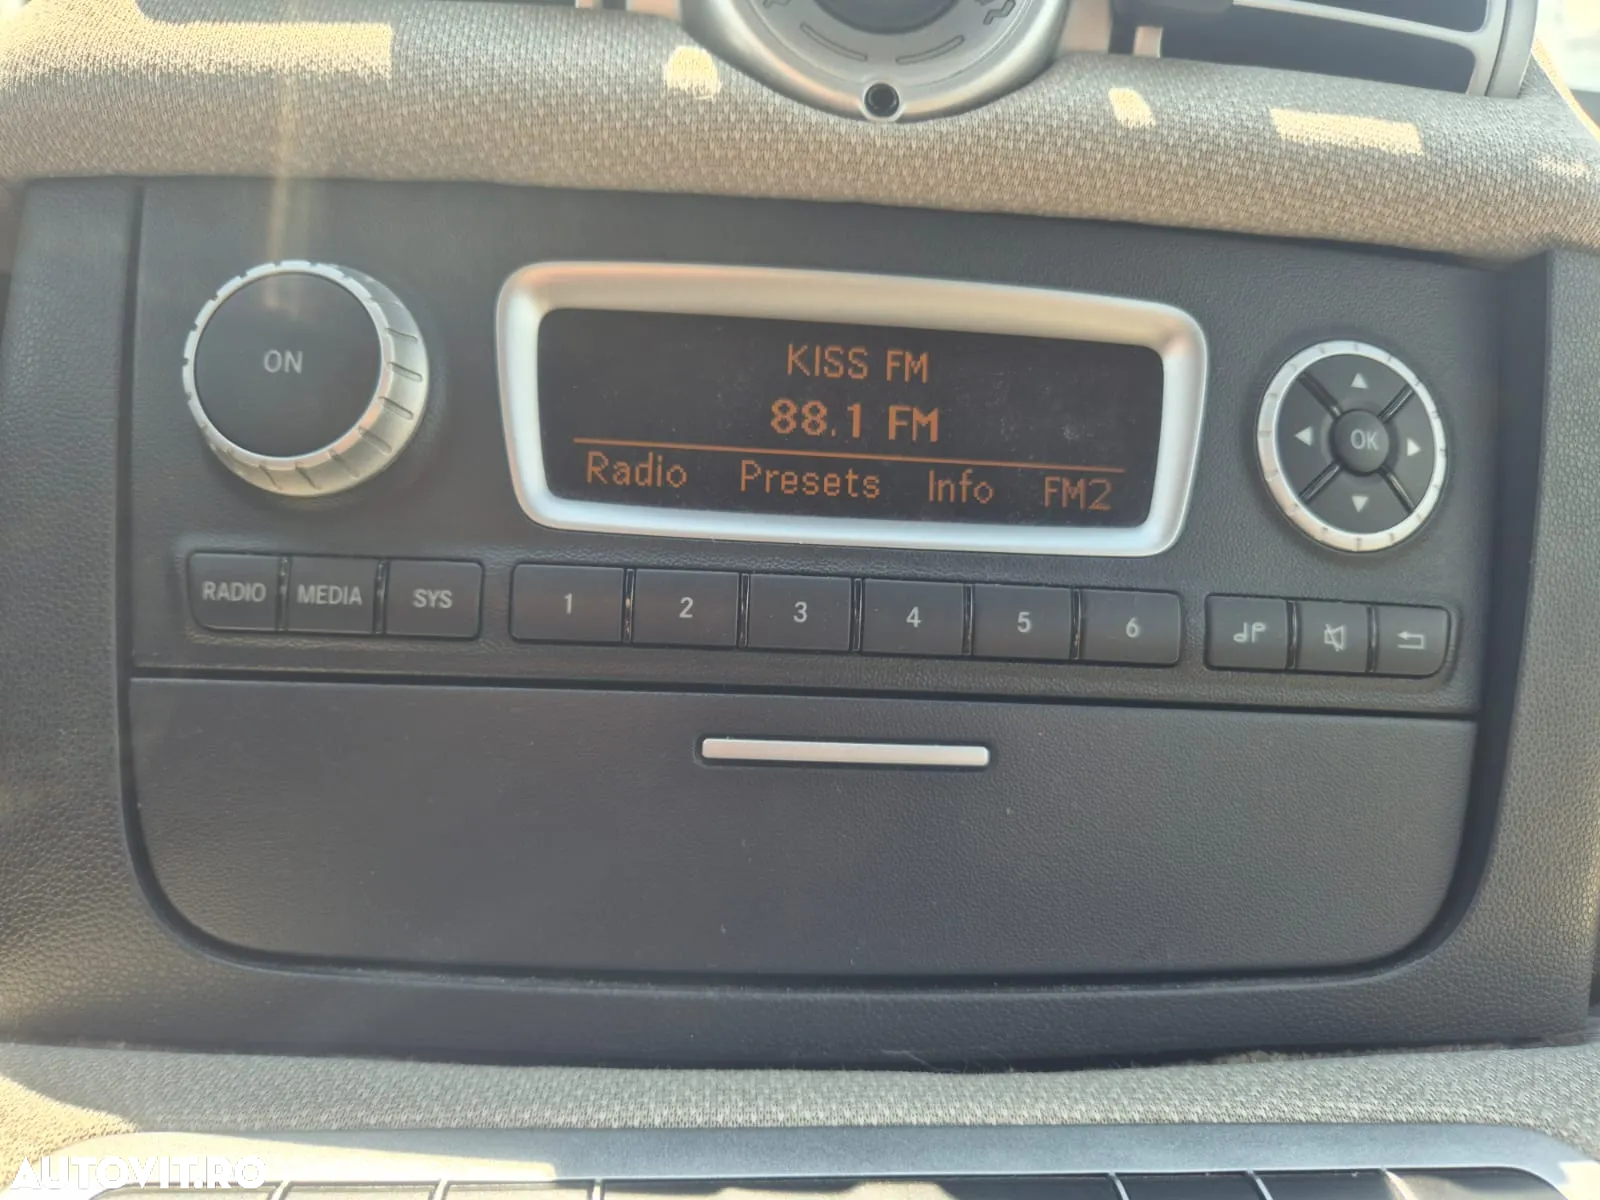 KISS FM
88.1 FM
Radio Presets Info FM2
ON
OK
RADIO MEDIA SYS 1 2 3 4 5 6
AUTOVIT.RO